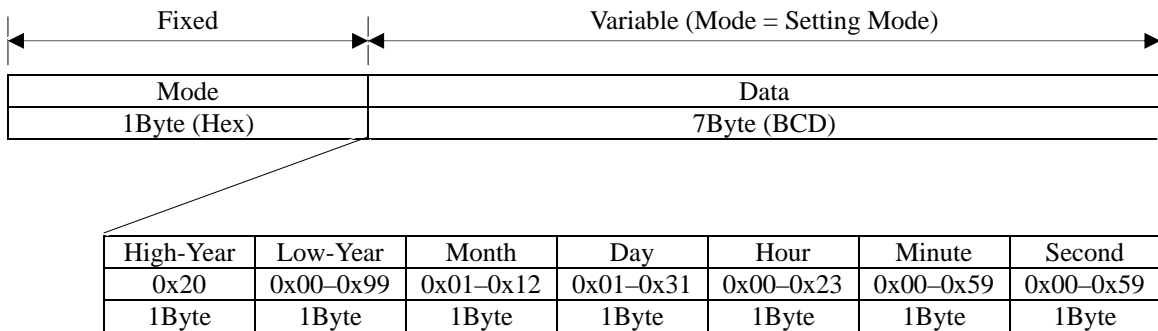 Fixed Variable (Mode = Setting Mode)
Mode Data
1Byte (Hex) 7Byte (BCD)
High-Year Low-Year Month Day Hour Minute Second
0x20 0x00–0x99 0x01–0x12 0x01–0x31 0x00–0x23 0x00–0x59 0x00–0x59
1Byte 1Byte 1Byte 1Byte 1Byte 1Byte 1Byte